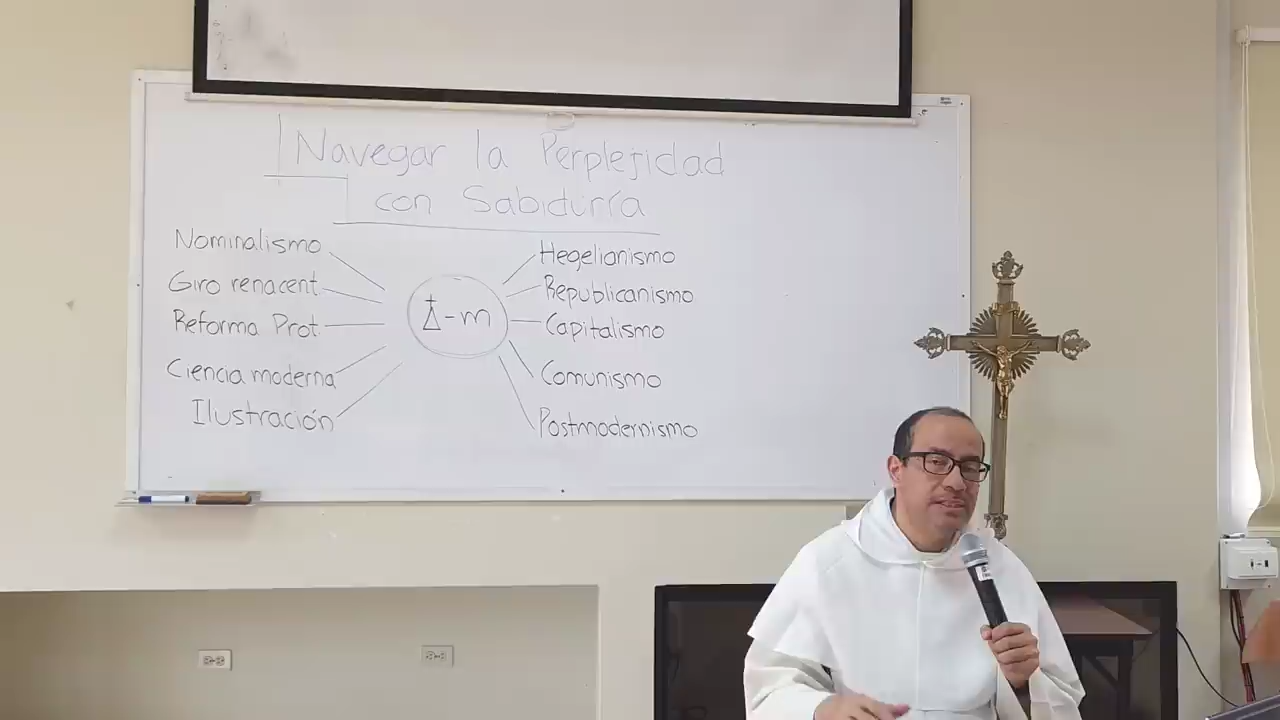 Navegar la Perplejidad
con Sabiduría
Nominalismo
Giro renacent.
Reforma Prot
Ciencia moderna
Ilustración
Δ-m
Hegelianismo
Republicanismo
Capitalismo
Comunismo
Postmodernismo